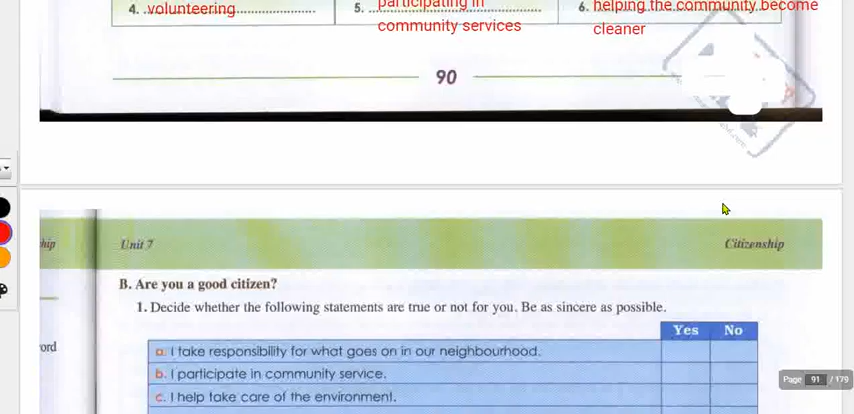 4. .volunteering....................
5. ...participating in....................
community services
6. helping the community become
cleaner
90
hip
Unit 7
Citizenship
B. Are you a good citizen?
1. Decide whether the following statements are true or not for you. Be as sincere as possible.
ord
Yes No
a. I take responsibility for what goes on in our neighbourhood.
b. I participate in community service.
c. I help take care of the environment.
Page 91 / 179